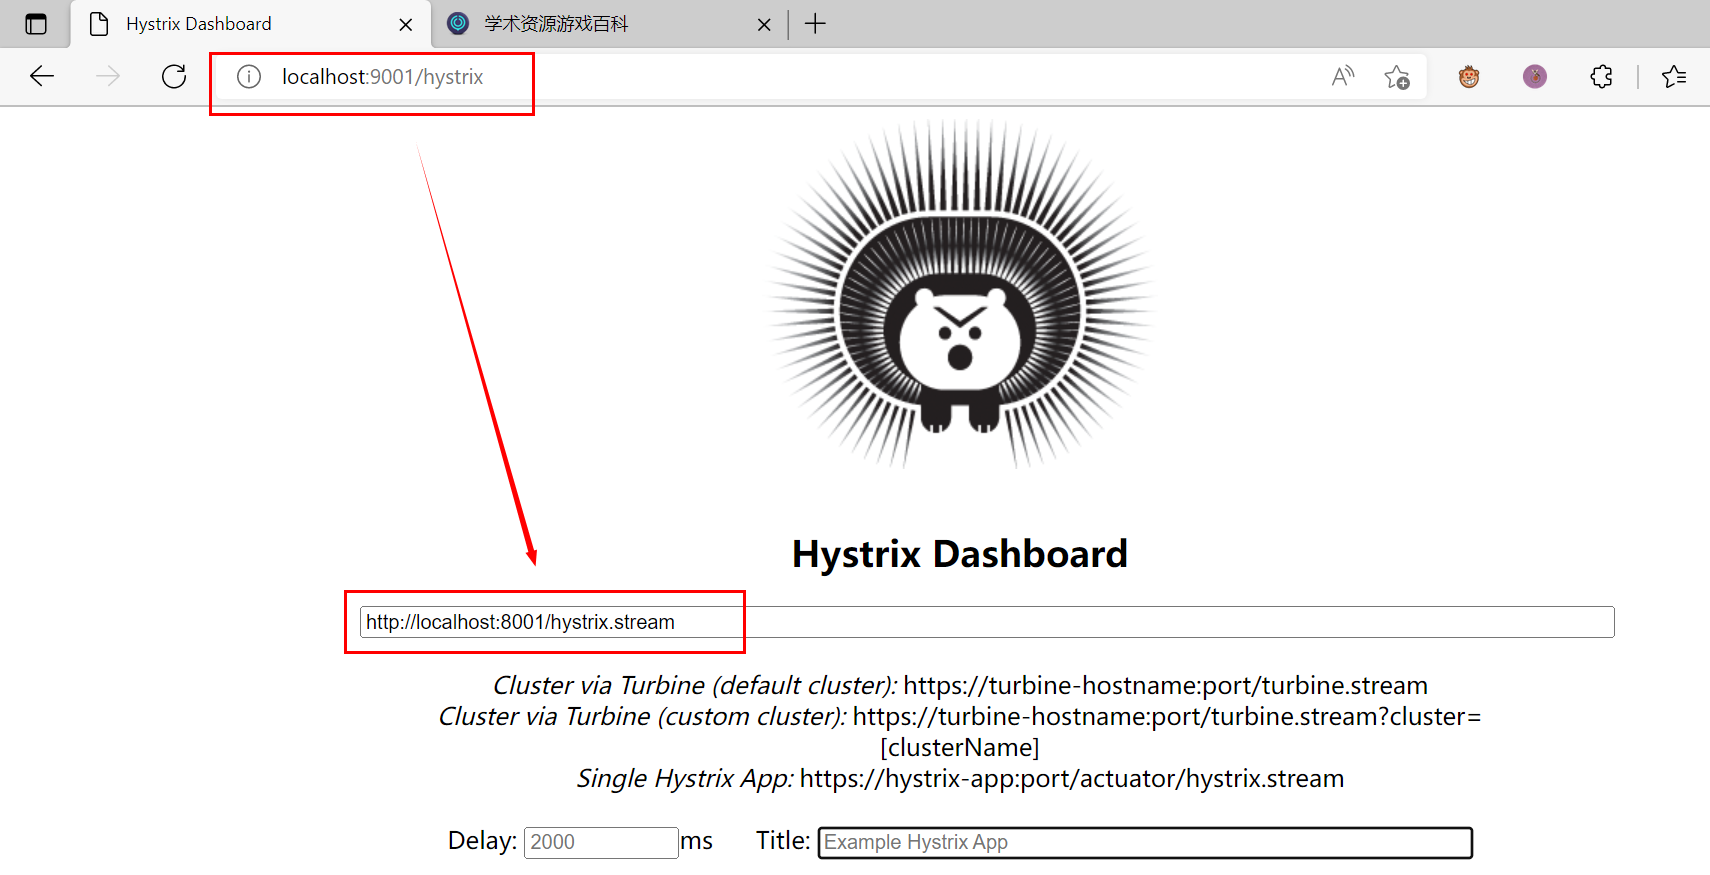 Hystrix Dashboard
学术资源游戏百科
localhost:9001/hystrix
Hystrix Dashboard
http://localhost:8001/hystrix.stream
Cluster via Turbine (default cluster): https://turbine-hostname:port/turbine.stream
Cluster via Turbine (custom cluster): https://turbine-hostname:port/turbine.stream?cluster=
[clusterName]
Single Hystrix App: https://hystrix-app:port/actuator/hystrix.stream
Delay: 2000 ms Title: Example Hystrix App